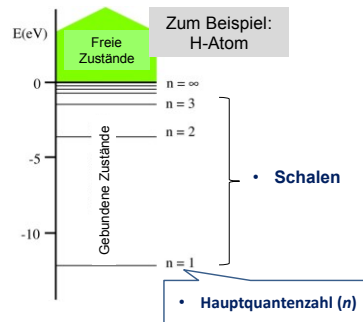 Zum Beispiel:
H-Atom
E(eV)
Freie
Zustände
0
n = ∞
n = 3
n = 2
-5
Gebundene Zustände
• Schalen
-10
n = 1
• Hauptquantenzahl (n)